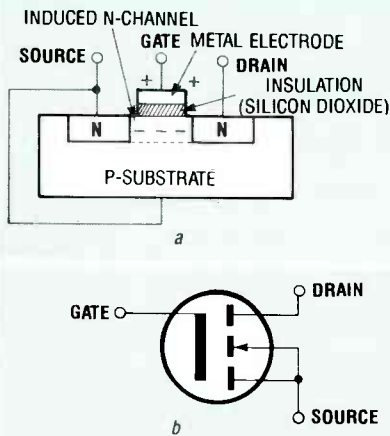 INDUCED N-CHANNEL
SOURCE
GATE
METAL ELECTRODE
DRAIN
INSULATION
(SILICON DIOXIDE)
+ +
N
N
P-SUBSTRATE
a
DRAIN
GATE
SOURCE
b